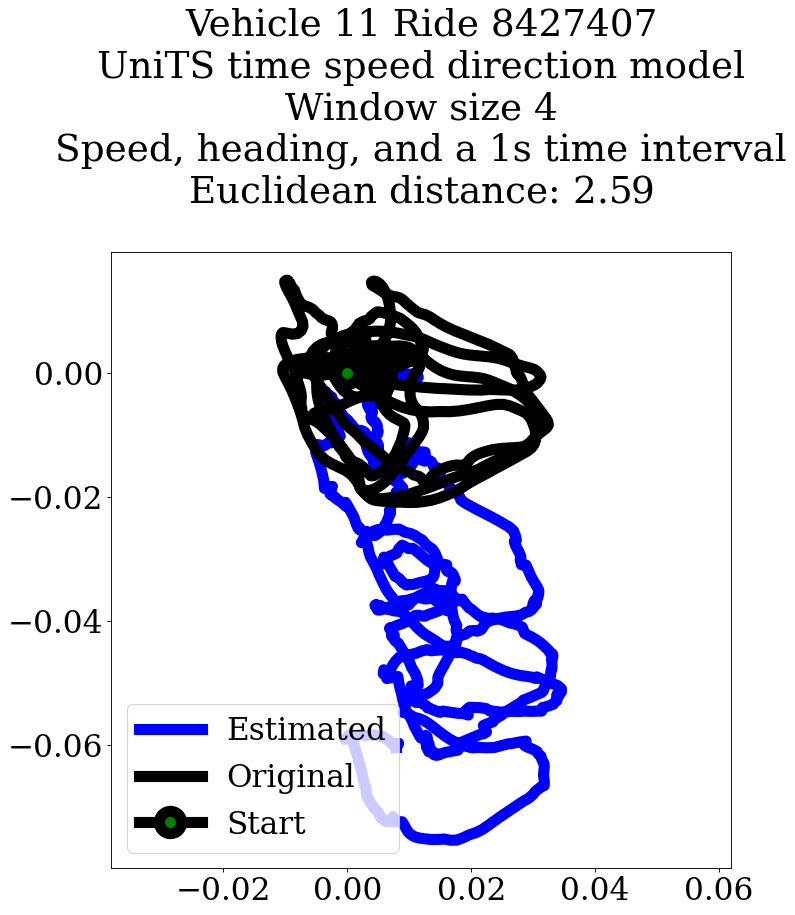 Vehicle 11 Ride 8427407
UniTS time speed direction model
Window size 4
Speed, heading, and a 1s time interval
Euclidean distance: 2.59
0.00
−0.02
−0.04
−0.06
Estimated
Original
Start
−0.02 0.00 0.02 0.04 0.06